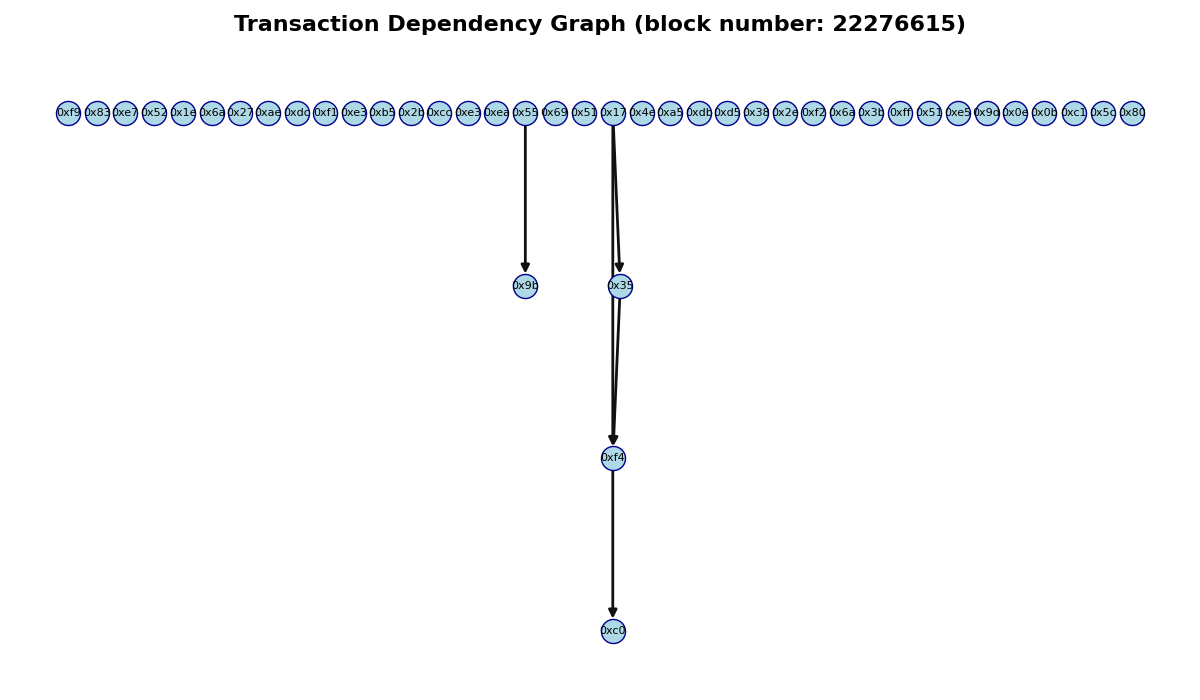 Transaction Dependency Graph (block number: 22276615)
0xf9 0x83 0xe7 0x52 0x1e 0x6a 0x27 0xae 0xdc 0xf1 0xe3 0xb5 0x2b 0xcc 0xe3 0xea 0x55 0x69 0x51 0x17 0x4e 0xa5 0xdb 0xd5 0x38 0x2e 0xf2 0x6a 0x3b 0xff 0x51 0xe5 0x9d 0x0e 0x0b 0xc1 0x5c 0x80
0x9b 0x35
0xf4
0xc0